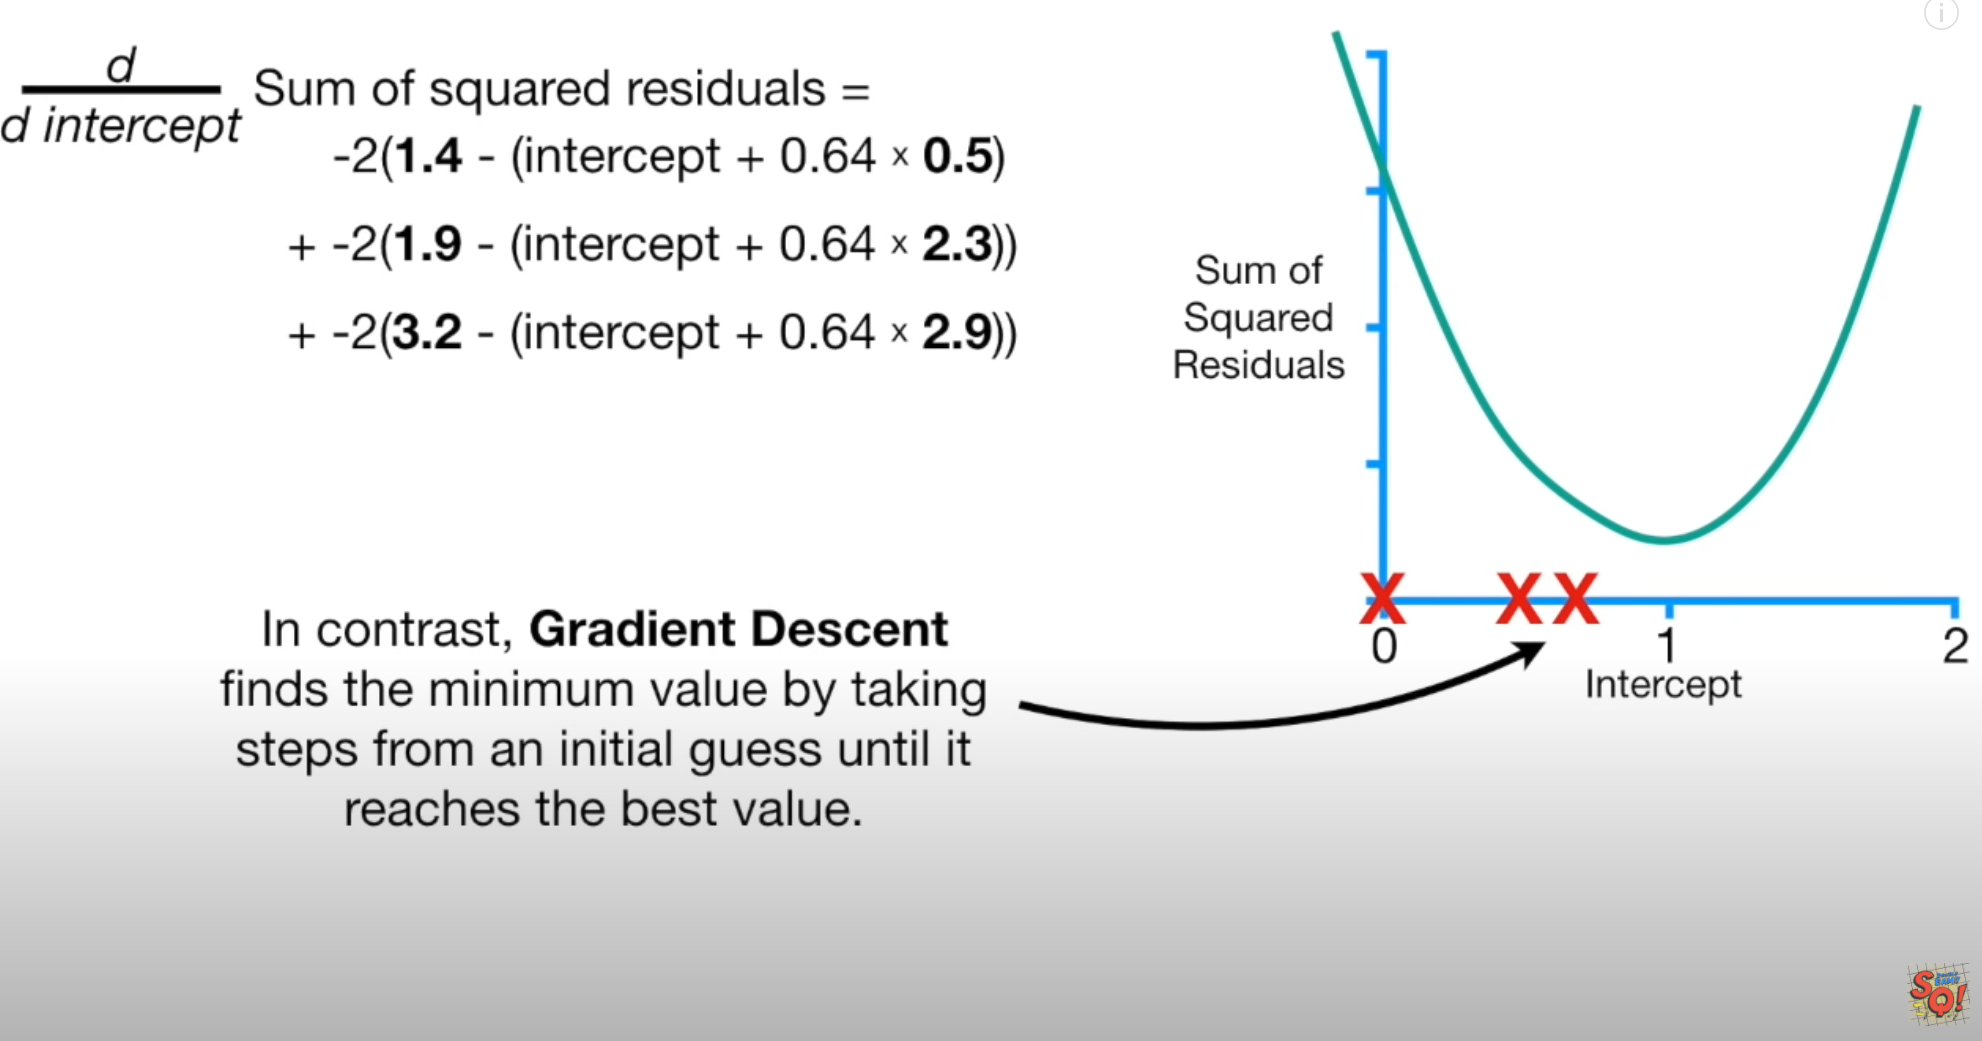 d
d intercept
Sum of squared residuals =
-2(1.4 - (intercept + 0.64 × 0.5)
+ -2(1.9 - (intercept + 0.64 × 2.3))
+ -2(3.2 - (intercept + 0.64 × 2.9))
In contrast, Gradient Descent
finds the minimum value by taking
steps from an initial guess until it
reaches the best value.
Sum of
Squared
Residuals
X X X
0 1 2
Intercept
i
SQ!